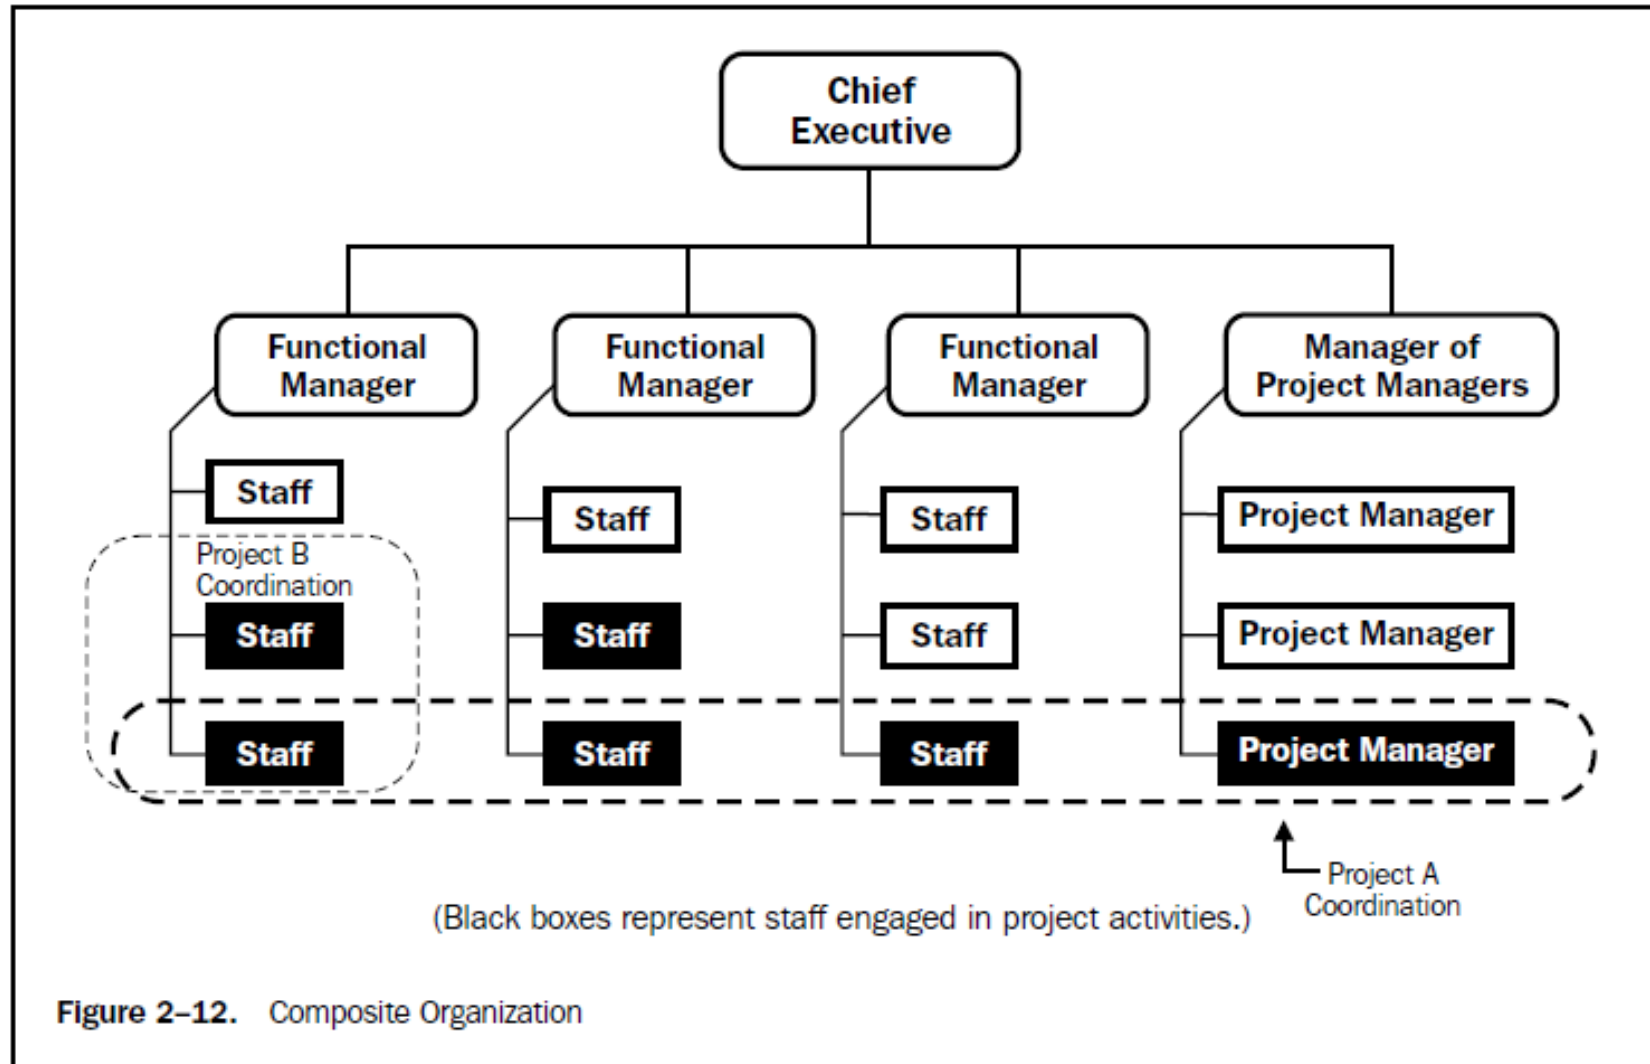 Chief
Executive
Functional
Manager
Functional
Manager
Functional
Manager
Manager of
Project Managers
Staff
Staff
Staff
Project Manager
Project B
Coordination
Staff
Staff
Staff
Project Manager
Staff
Staff
Staff
Project Manager
Project A
Coordination
(Black boxes represent staff engaged in project activities.)
Figure 2–12. Composite Organization